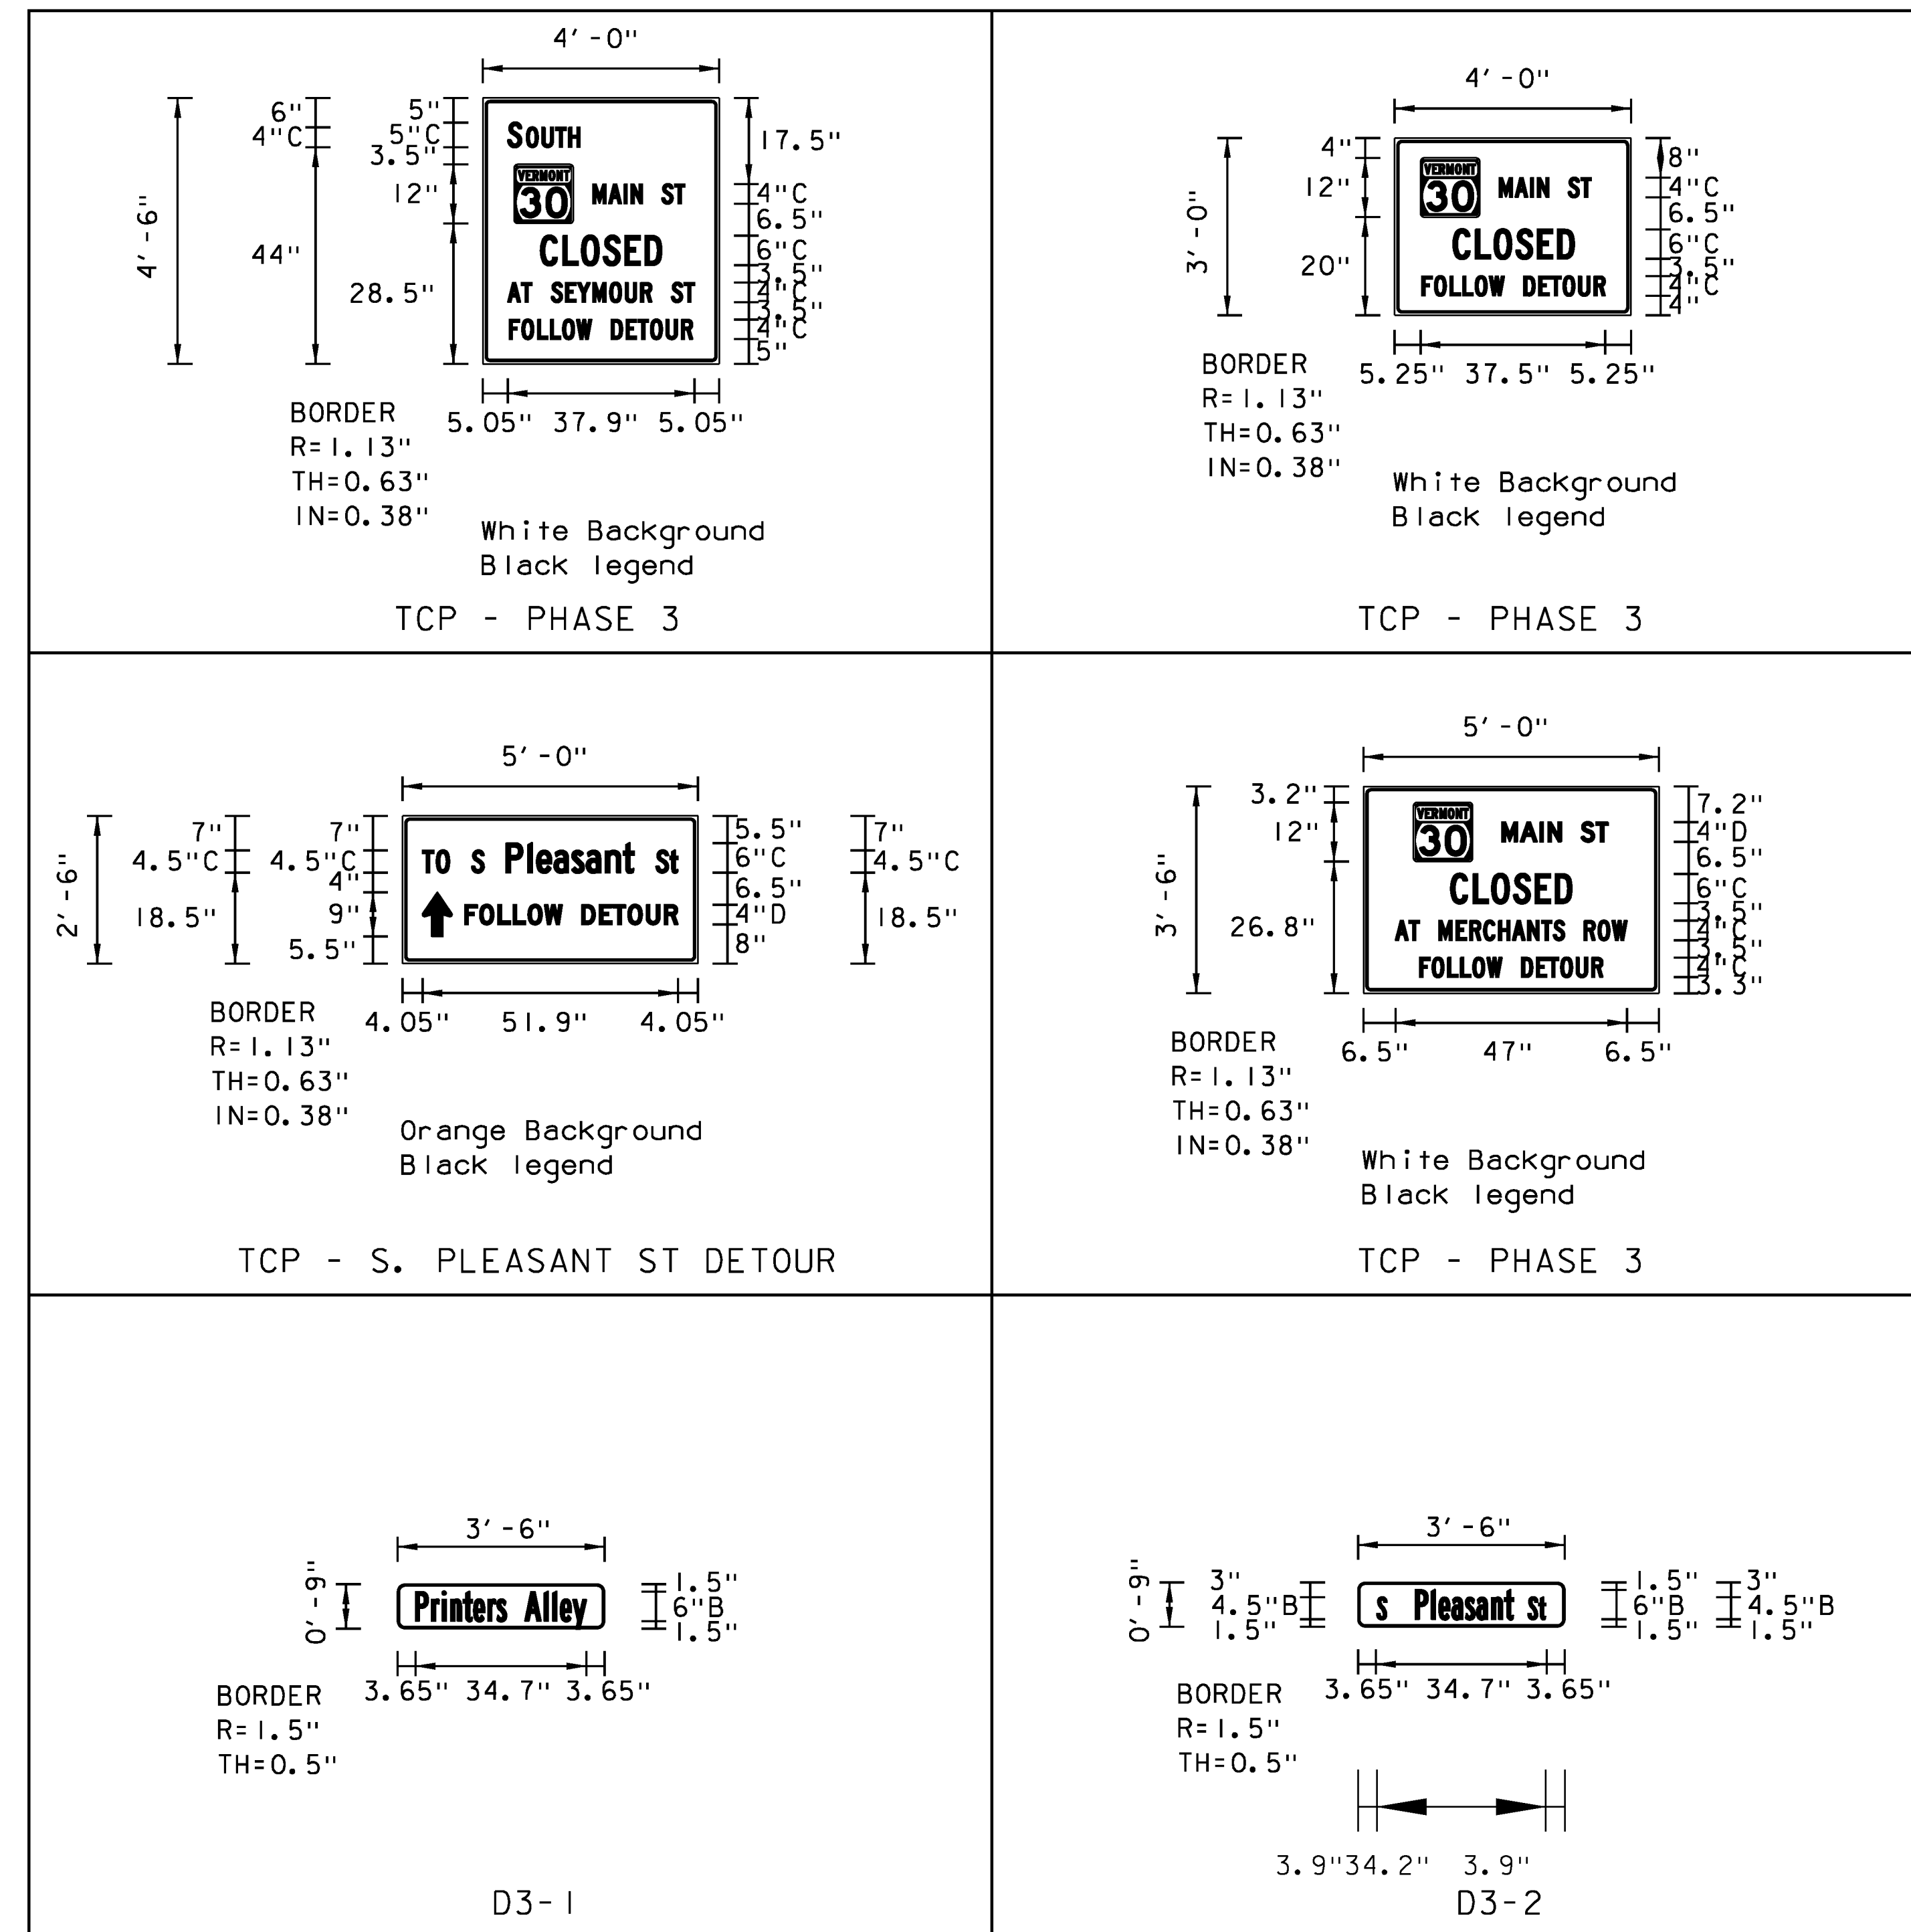 4'-0"
4'-6"
6"
4"C
44"
5"
5"C
3.5"
12"
28.5"
SOUTH
VERMONT
30 MAIN ST
CLOSED
AT SEYMOUR ST
FOLLOW DETOUR
17.5"
4"C
6.5"
6"C
3.5"
4"C
3.5"
4"C
5"
5.05" 37.9" 5.05"
BORDER
R=1.13"
TH=0.63"
IN=0.38"
White Background
Black legend
TCP - PHASE 3
4'-0"
3'-0"
4"
12"
20"
VERMONT
30 MAIN ST
CLOSED
FOLLOW DETOUR
8"
4"C
6.5"
6"C
3.5"
4"C
4"
5.25" 37.5" 5.25"
BORDER
R=1.13"
TH=0.63"
IN=0.38"
White Background
Black legend
TCP - PHASE 3
5'-0"
2'-6"
7"
4.5"C
18.5"
7"
4.5"C
4"
9"
5.5"
TO S Pleasant St
FOLLOW DETOUR
5.5"
6"C
6.5"
4"D
8"
7"
4.5"C
18.5"
4.05" 51.9" 4.05"
BORDER
R=1.13"
TH=0.63"
IN=0.38"
Orange Background
Black legend
TCP - S. PLEASANT ST DETOUR
5'-0"
3'-6"
3.2"
12"
26.8"
VERMONT
30 MAIN ST
CLOSED
AT MERCHANTS ROW
FOLLOW DETOUR
7.2"
4"D
6.5"
6"C
3.5"
4"C
3.5"
4"C
3.3"
6.5" 47" 6.5"
BORDER
R=1.13"
TH=0.63"
IN=0.38"
White Background
Black legend
TCP - PHASE 3
3'-6"
0'-9"
Printers Alley
1.5"
6"B
1.5"
3.65" 34.7" 3.65"
BORDER
R=1.5"
TH=0.5"
D3-1
3'-6"
0'-9"
3"
4.5"B
1.5"
S Pleasant St
1.5"
6"B
1.5"
3"
4.5"B
1.5"
3.65" 34.7" 3.65"
BORDER
R=1.5"
TH=0.5"
3.9"34.2" 3.9"
D3-2